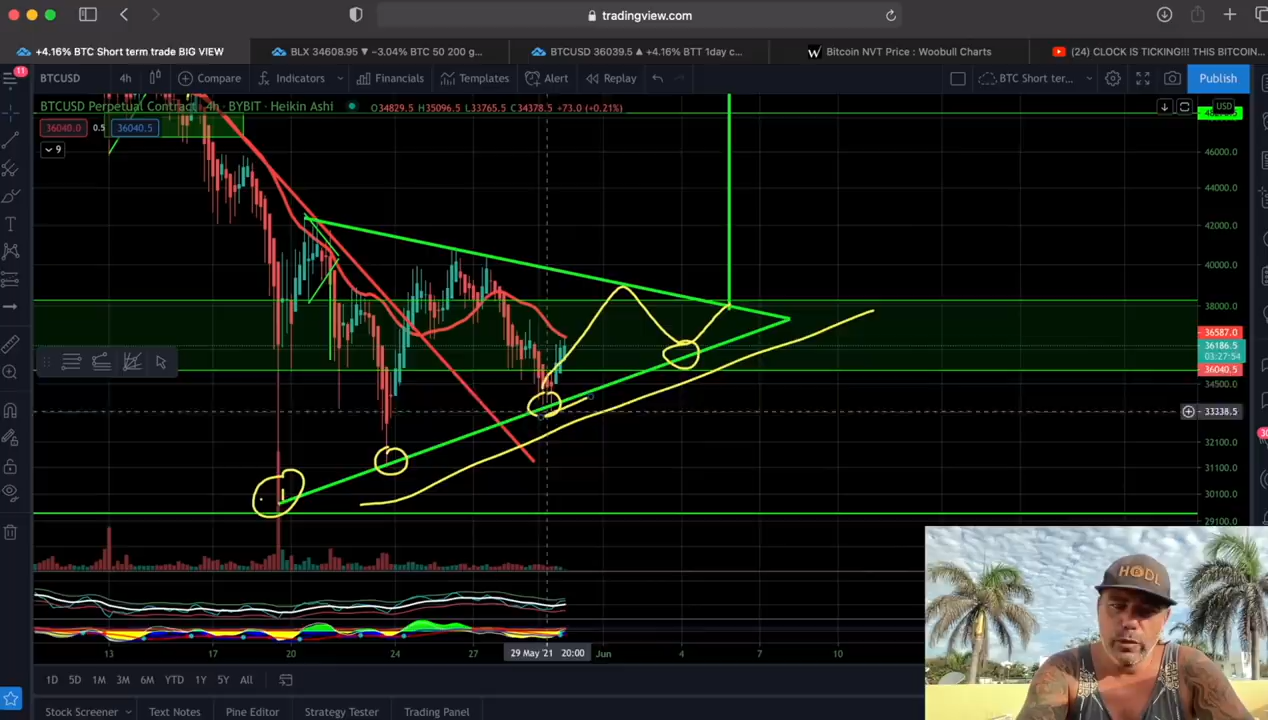 tradingview.com
+4.16% BTC Short term trade BIG VIEW
BLX 34608.95 ▼ −3.04% BTC 50 200 g...
BTCUSD 36039.5 ▲ +4.16% BTT 1day c...
Bitcoin NVT Price : Woobull Charts
(24) CLOCK IS TICKING!!! THIS BITCOIN...
11
BTCUSD 4h Compare Indicators Financials Templates Alert Replay BTC Short ter... Publish
BTCUSD Perpetual Contract 4h · BYBIT · Heikin Ashi O34829.5 H35096.5 L33765.5 C34378.5 +73.0 (+0.21%)
USD
36040.0 0.5 36040.5
9
46000.0
44000.0
42000.0
40000.0
38000.0
36587.0
36186.5
03:27:54
36040.5
34500.0
33338.5
32100.0
31100.0
30100.0
29100.0
13 17 20 24 27 29 May '21 20:00 Jun 4 7 10
1D 5D 1M 3M 6M YTD 1Y 5Y All
Stock Screener Text Notes Pine Editor Strategy Tester Trading Panel
HODL